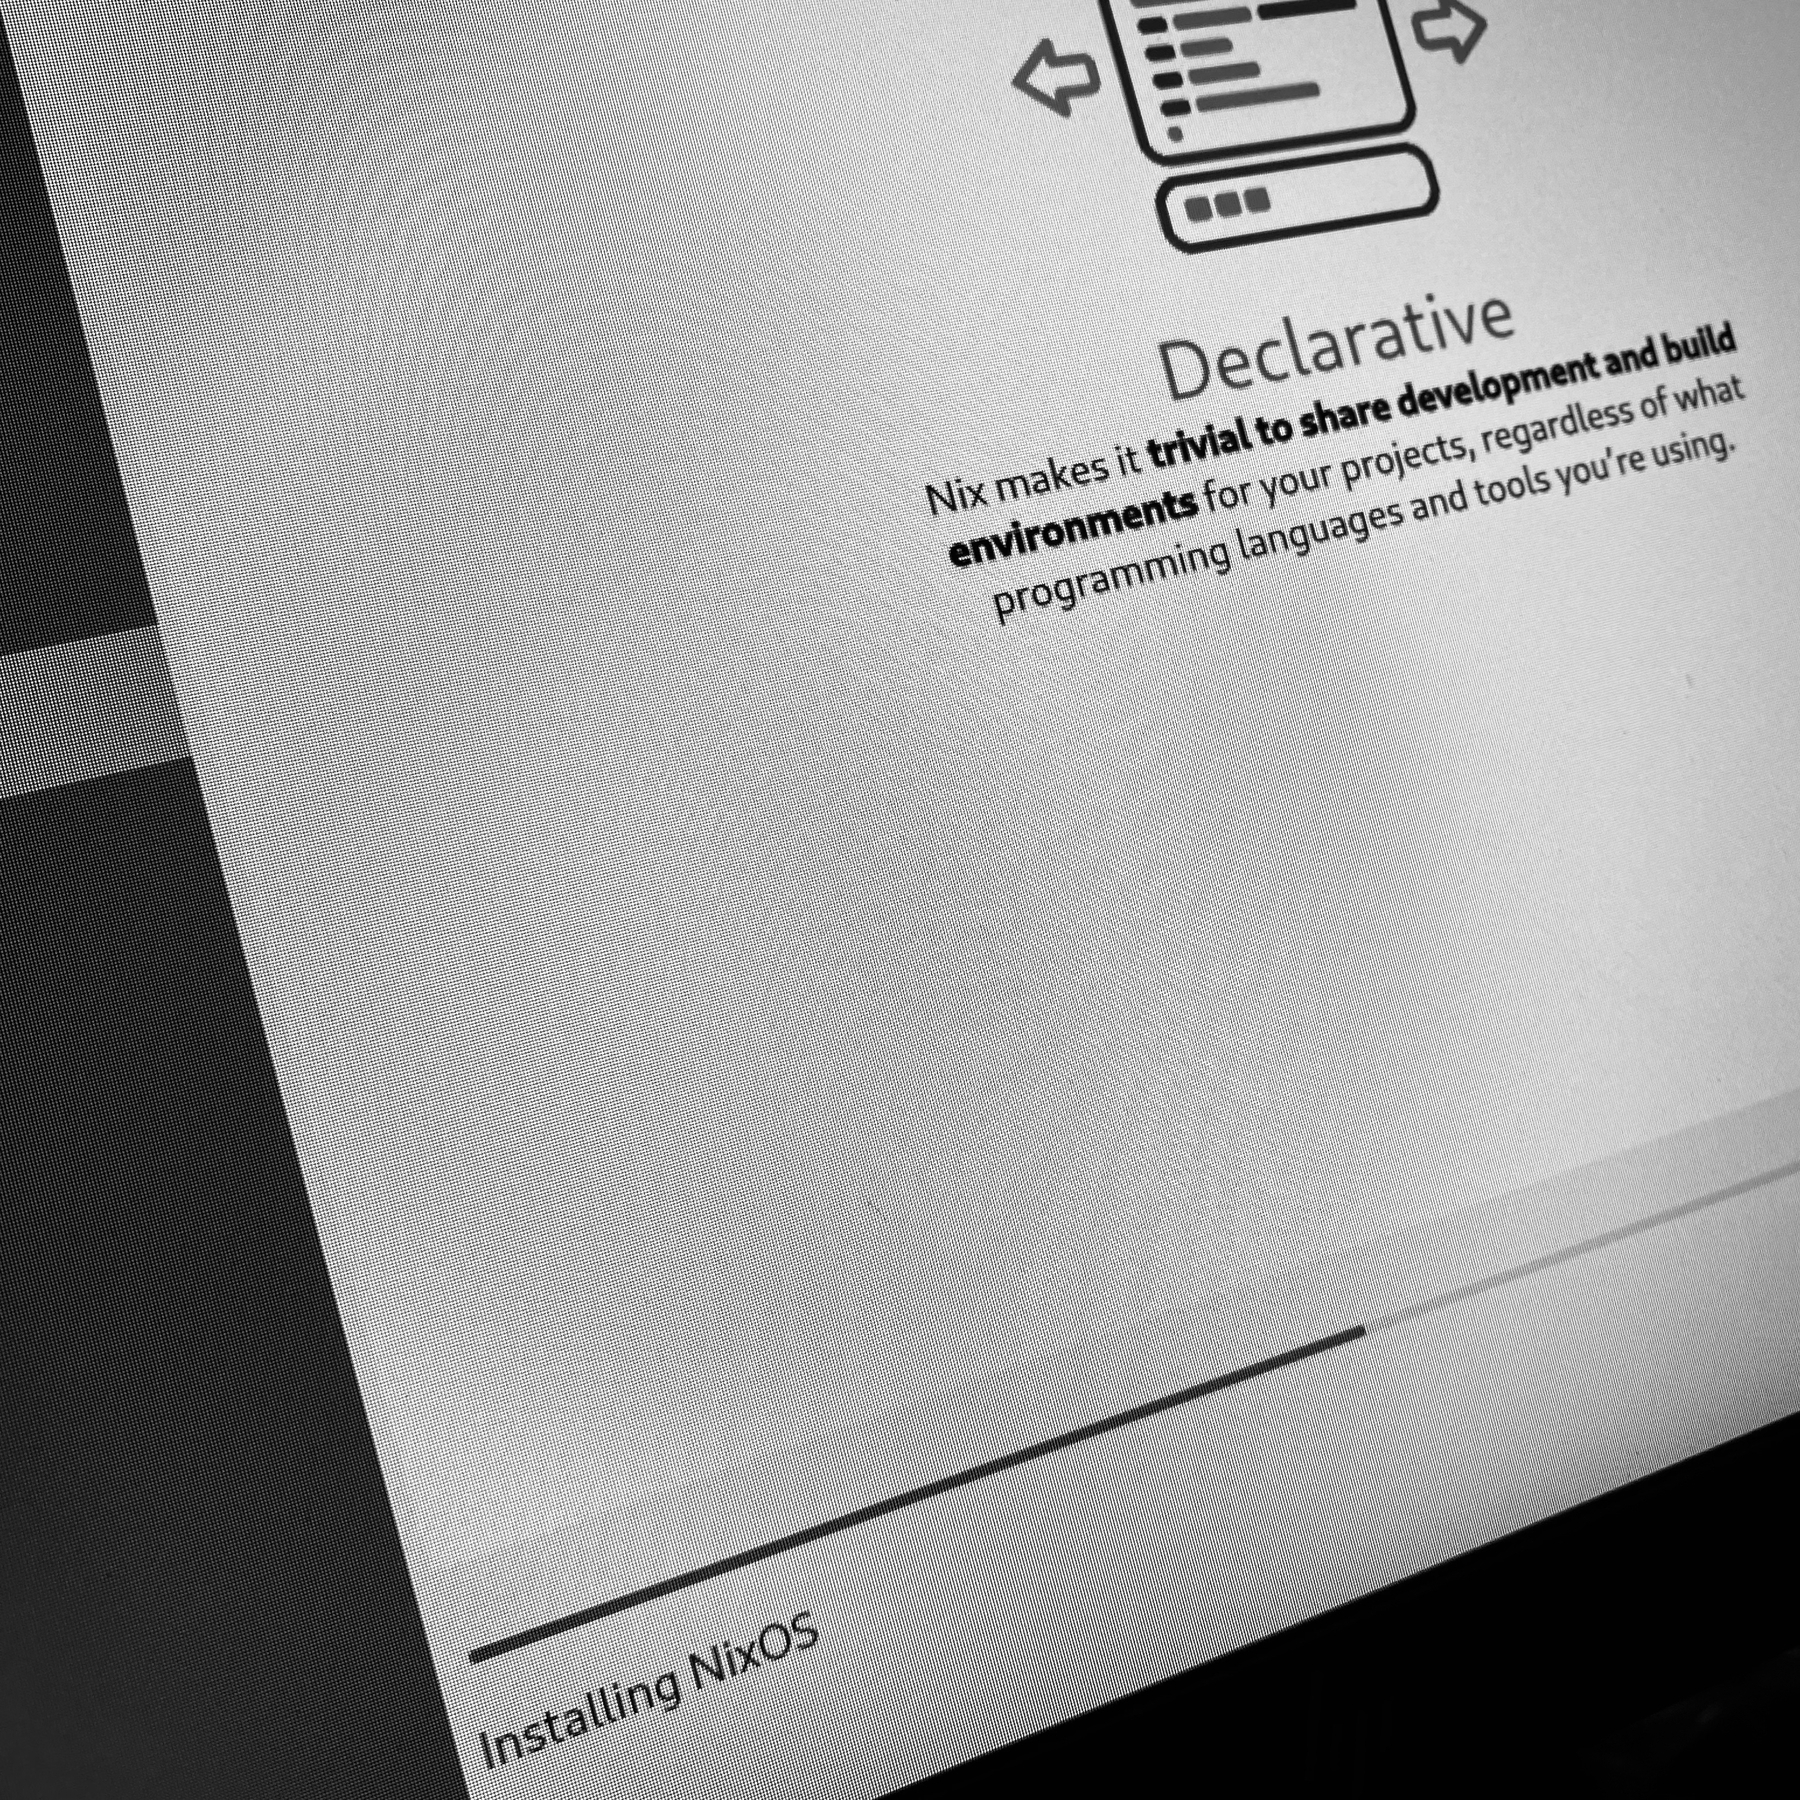 Declarative
Nix makes it trivial to share development and build
environments for your projects, regardless of what
programming languages and tools you're using.
Installing NixOS